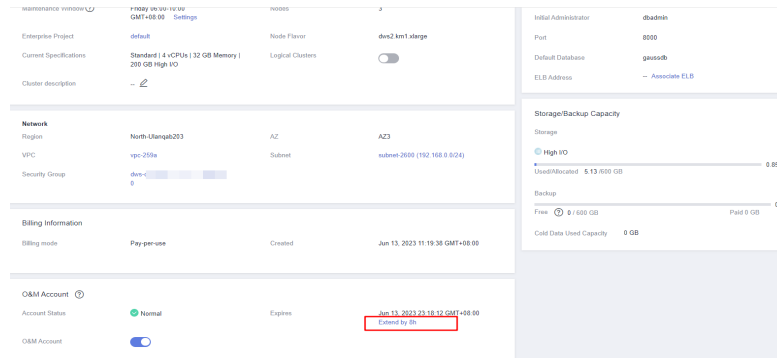 Maintenance Window Friday 06:00-10:00 Nodes 3
GMT+08:00 Settings
Enterprise Project default Node Flavor dws2.km1.xlarge
Current Specifications Standard | 4 vCPUs | 32 GB Memory | Logical Clusters
200 GB High I/O
Cluster description --
Network
Region North-Ulanqab203 AZ AZ3
VPC vpc-259a Subnet subnet-2600 (192.168.0.0/24)
Security Group dws-
0
Billing Information
Billing mode Pay-per-use Created Jun 13, 2023 11:19:38 GMT+08:00
O&M Account
Account Status Normal Expires Jun 13, 2023 23:18:12 GMT+08:00
Extend by 8h
O&M Account
Initial Administrator dbadmin
Port 8000
Default Database gaussdb
ELB Address -- Associate ELB
Storage/Backup Capacity
Storage
High I/O
Used/Allocated 5.13 /600 GB
Backup
Free 0 / 600 GB Paid 0 GB
Cold Data Used Capacity 0 GB